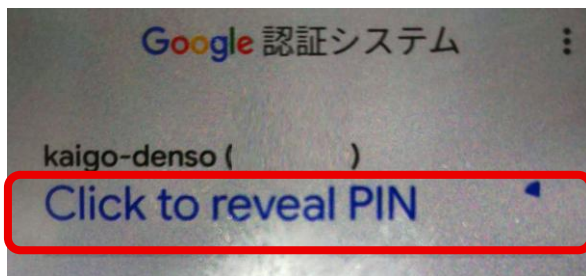 Google 認証システム
kaigo-denso ( )
Click to reveal PIN